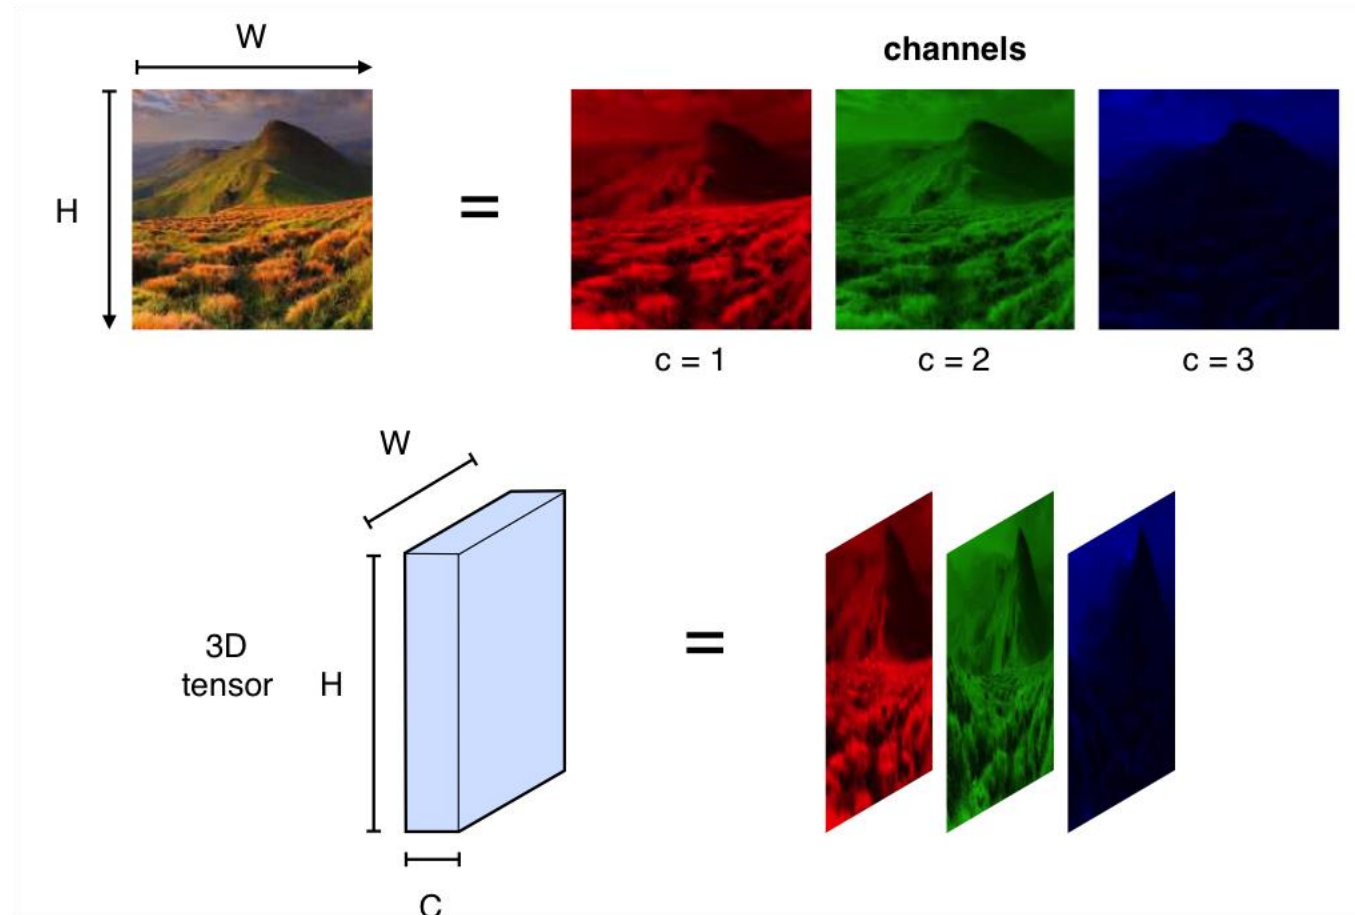 W
channels
H
=
c = 1
c = 2
c = 3
W
3D
tensor
H
=
C